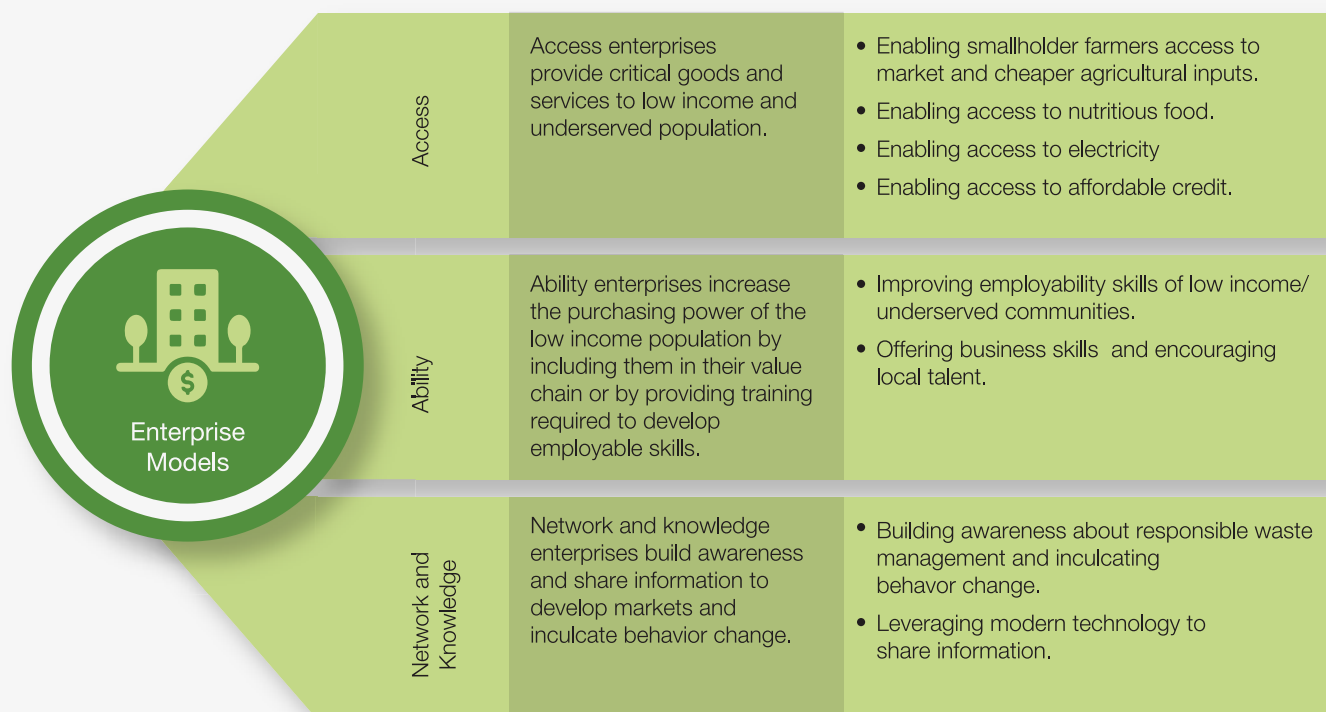 Enterprise
Models
$
Access
Access enterprises
provide critical goods and
services to low income and
underserved population.
• Enabling smallholder farmers access to
market and cheaper agricultural inputs.
• Enabling access to nutritious food.
• Enabling access to electricity
• Enabling access to affordable credit.
Ability
Ability enterprises increase
the purchasing power of the
low income population by
including them in their value
chain or by providing training
required to develop
employable skills.
• Improving employability skills of low income/
underserved communities.
• Offering business skills  and encouraging
local talent.
Network and
Knowledge
Network and knowledge
enterprises build awareness
and share information to
develop markets and
inculcate behavior change.
• Building awareness about responsible waste
management and inculcating
behavor change.
• Leveraging modern technology to
share information.